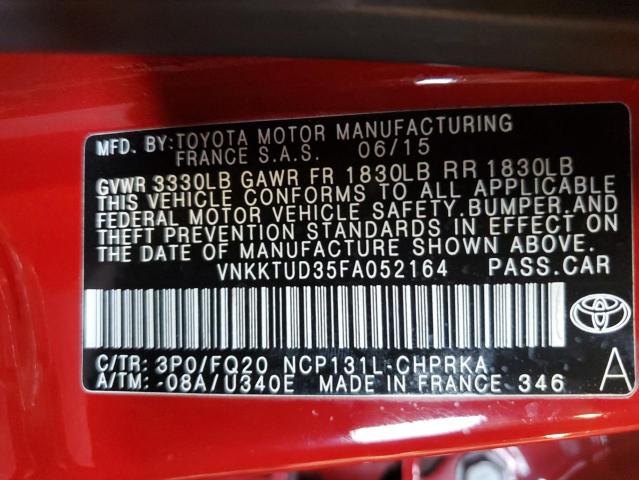 MFD. BY:TOYOTA MOTOR MANUFACTURING
FRANCE S.A.S. 06/15
GVWR 3330LB GAWR FR 1830LB RR 1830LB
THIS VEHICLE CONFORMS TO ALL APPLICABLE
FEDERAL MOTOR VEHICLE SAFETY,BUMPER,AND
THEFT PREVENTION STANDARDS IN EFFECT ON
THE DATE OF MANUFACTURE SHOWN ABOVE.
VNKKTUD35FA052164 PASS.CAR
C/TR: 3P0/FQ20 NCP131L-CHPRKA
A/TM: -08A/U340E MADE IN FRANCE 346
A